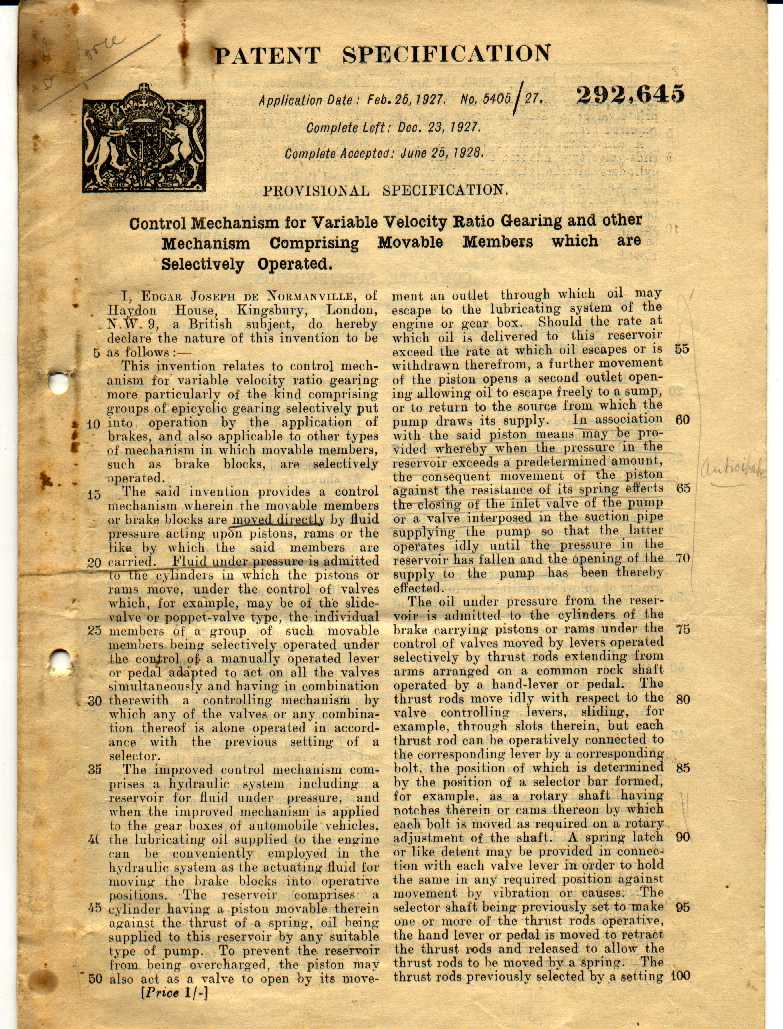 PATENT SPECIFICATION
Application Date: Feb. 25, 1927. No. 5405/27. 292,645
Complete Left: Dec. 23, 1927.
Complete Accepted: June 25, 1928.
PROVISIONAL SPECIFICATION.
Control Mechanism for Variable Velocity Ratio Gearing and other
Mechanism Comprising Movable Members which are
Selectively Operated.
I, EDGAR JOSEPH DE NORMANVILLE, of
Haydon House, Kingsbury, London,
N.W. 9, a British subject, do hereby
declare the nature of this invention to be
5 as follows:—
This invention relates to control mech-
anism for variable velocity ratio gearing
more particularly of the kind comprising
groups of epicyclic gearing selectively put
10 into operation by the application of
brakes, and also applicable to other types
of mechanism in which movable members,
such as brake blocks, are selectively
operated.
15 The said invention provides a control
mechanism wherein the movable members
or brake blocks are moved directly by fluid
pressure acting upon pistons, rams or the
like by which the said members are
20 carried. Fluid under pressure is admitted
to the cylinders in which the pistons or
rams move, under the control of valves
which, for example, may be of the slide-
valve or poppet-valve type, the individual
25 members of a group of such movable
members being selectively operated under
the control of a manually operated lever
or pedal adapted to act on all the valves
simultaneously and having in combination
30 therewith a controlling mechanism by
which any of the valves or any combina-
tion thereof is alone operated in accord-
ance with the previous setting of a
selector.
35 The improved control mechanism com-
prises a hydraulic system including a
reservoir for fluid under pressure, and
when the improved mechanism is applied
to the gear boxes of automobile vehicles,
40 the lubricating oil supplied to the engine
can be conveniently employed in the
hydraulic system as the actuating fluid for
moving the brake blocks into operative
positions. The reservoir comprises a
45 cylinder having a piston movable therein
against the thrust of a spring, oil being
supplied to this reservoir by any suitable
type of pump. To prevent the reservoir
from being overcharged, the piston may
50 also act as a valve to open by its move-
[Price 1/-]
ment an outlet through which oil may
escape to the lubricating system of the
engine or gear box. Should the rate at
which oil is delivered to this reservoir
exceed the rate at which oil escapes or is 55
withdrawn therefrom, a further movement
of the piston opens a second outlet open-
ing allowing oil to escape freely to a sump,
or to return to the source from which the
pump draws its supply. In association 60
with the said piston means may be pro-
vided whereby when the pressure in the
reservoir exceeds a predetermined amount,
the consequent movement of the piston
against the resistance of its spring effects 65
the closing of the inlet valve of the pump
or a valve interposed in the suction pipe
supplying the pump so that the latter
operates idly until the pressure in the
reservoir has fallen and the opening of the 70
supply to the pump has been thereby
effected.
The oil under pressure from the reser-
voir is admitted to the cylinders of the
brake carrying pistons or rams under the 75
control of valves moved by levers operated
selectively by thrust rods extending from
arms arranged on a common rock shaft
operated by a hand-lever or pedal. The
thrust rods move idly with respect to the 80
valve controlling levers, sliding, for
example, through slots therein, but each
thrust rod can be operatively connected to
the corresponding lever by a corresponding
bolt, the position of which is determined 85
by the position of a selector bar formed,
for example, as a rotary shaft having
notches therein or cams thereon by which
each bolt is moved as required on a rotary
adjustment of the shaft. A spring latch 90
or like detent may be provided in connec-
tion with each valve lever in order to hold
the same in any required position against
movement by vibration or causes. The
selector shaft being previously set to make 95
one or more of the thrust rods operative,
the hand lever or pedal is moved to retract
the thrust rods and released to allow the
thrust rods to be moved by a spring. The
thrust rods previously selected by a setting 100